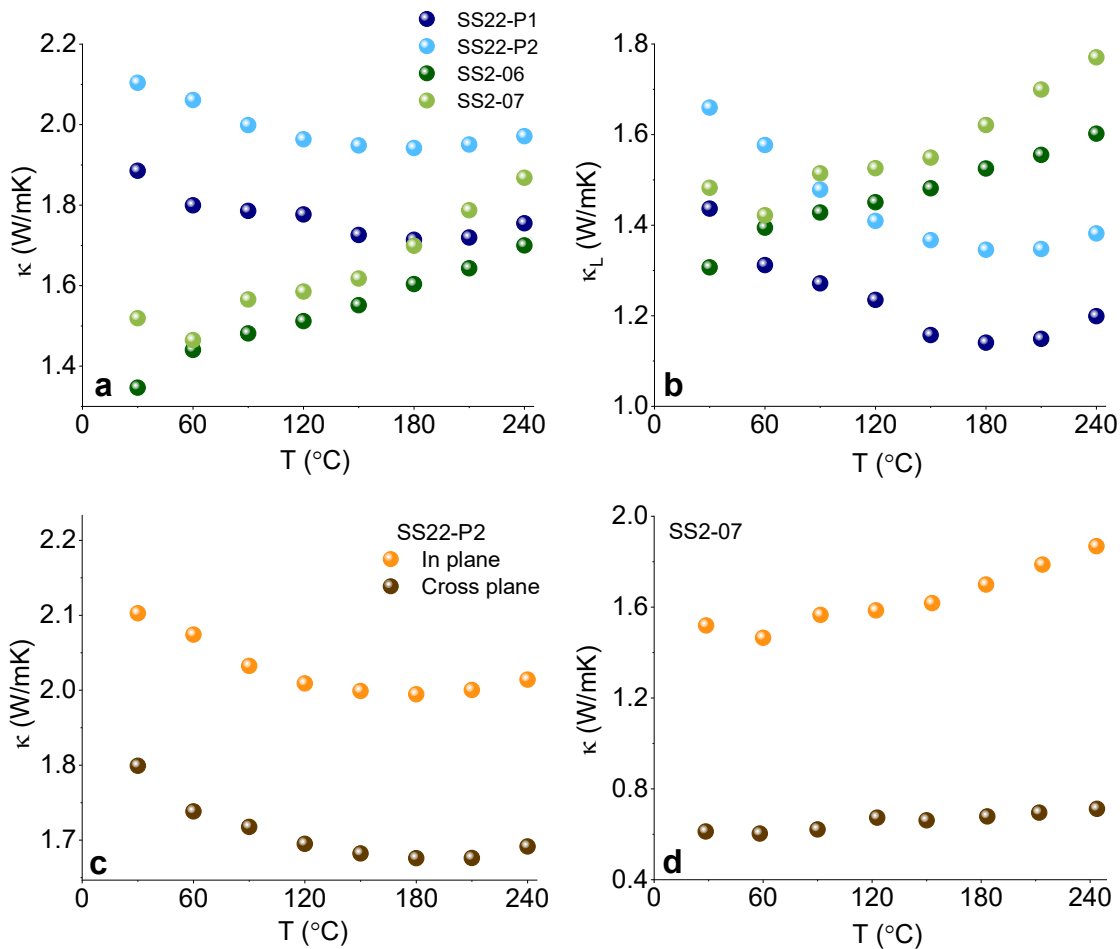 SS22-P1
SS22-P2
SS2-06
SS2-07
κ (W/mK)
2.2
2.0
1.8
1.6
1.4
a
0 60 120 180 240
T (°C)
κL (W/mK)
1.8
1.6
1.4
1.2
1.0
b
0 60 120 180 240
T (°C)
SS22-P2
In plane
Cross plane
κ (W/mK)
2.2
2.1
2.0
1.8
1.7
c
0 60 120 180 240
T (°C)
SS2-07
κ (W/mK)
2.0
1.6
1.2
0.8
0.4
d
0 60 120 180 240
T (°C)